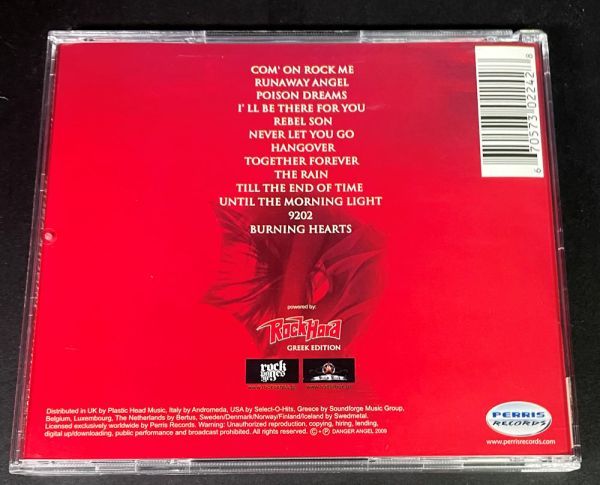 COM' ON ROCK ME
RUNAWAY ANGEL
POISON DREAMS
I'LL BE THERE FOR YOU
REBEL SON
NEVER LET YOU GO
HANGOVER
TOGETHER FOREVER
THE RAIN
TILL THE END OF TIME
UNTIL THE MORNING LIGHT
9202
BURNING HEARTS
6 70573 02242 8
powered by:
RockHard
GREEK EDITION
rock
Distributed in UK by Plastic Head Music, Italy by Andromeda, USA by Select-O-Hits, Greece by Soundforge Music Group,
Belgium, Luxembourg, The Netherlands by Bertus, Sweden/Denmark/Norway/Finland/Iceland by Swedmetal.
Licensed exclusively worldwide by Perris Records. Warning: Unauthorized reproduction, copying, hiring, lending,
digital up/downloading, public performance and broadcast prohibited. All rights reserved. © + ℗ DANGER ANGEL 2009
PERRIS
RECORDS
www.perrisrecords.com